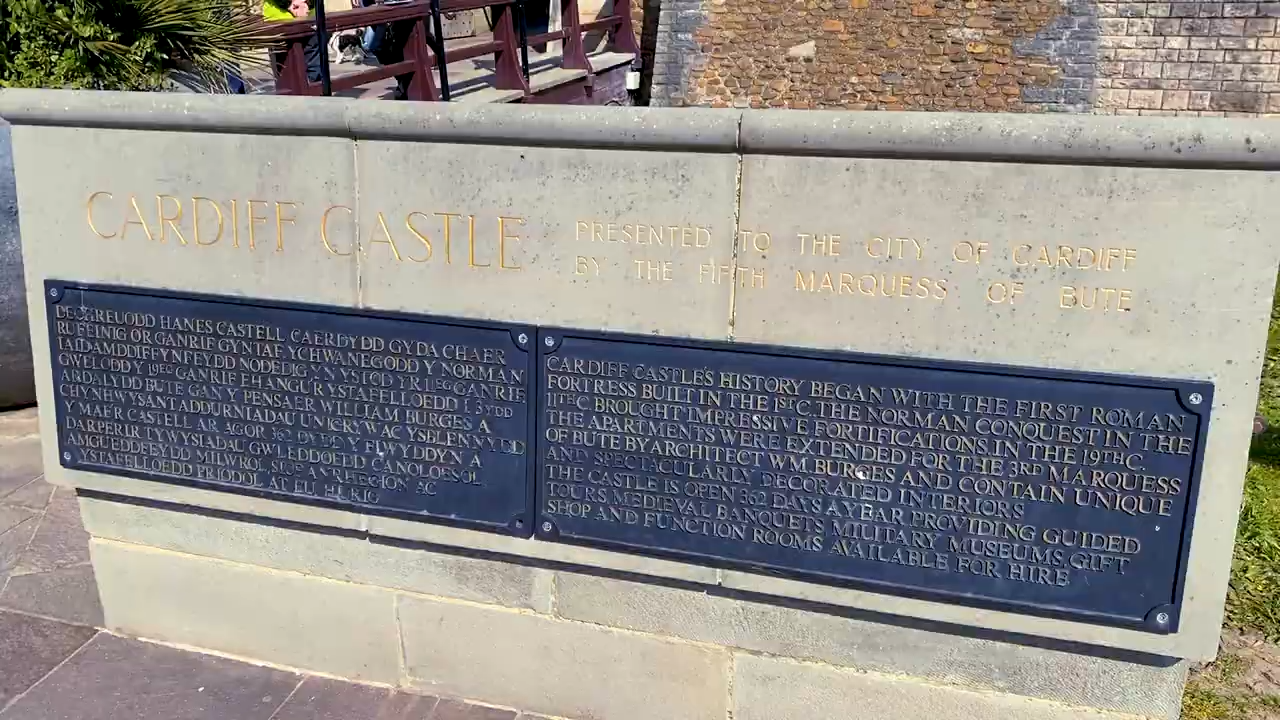 CARDIFF CASTLE
PRESENTED TO THE CITY OF CARDIFF
BY THE FIFTH MARQUESS OF BUTE
DECHREUODD HANES CASTELL CAERDYDD GYDA CHAER
RUFEINIG O'R GANRIF GYNTAF, YCHWANEGODD Y NORMAN
IAID AMDDIFFYNFEYDD NODEDIG YN YSTOD YR 11EG GANRIF
GWELODD Y 19EG GANRIF EHANGU'R YSTAFELLOEDD I 3YDD
ARDALYDD BUTE GAN Y PENSAER WILLIAM BURGES A
CHYNHWYSANT ADDURNIADAU UNIGRYW AC YSBLENNYDD
Y MAE'R CASTELL AR AGOR 362 DYDD Y FLWYDDYN A
DARPERIR TYWYSIADAU GWLEDDOEDD CANOLOESOL
AMGUEDDFEYDD MILWROL, SIOP ANRHEGION AC
YSTAFELLOEDD PRIODOL AT EU HURIO
CARDIFF CASTLE'S HISTORY BEGAN WITH THE FIRST ROMAN
FORTRESS BUILT IN THE 1ST C. THE NORMAN CONQUEST IN THE
11TH C. BROUGHT IMPRESSIVE FORTIFICATIONS. IN THE 19TH C.
THE APARTMENTS WERE EXTENDED FOR THE 3RD MARQUESS
OF BUTE BY ARCHITECT WM. BURGES AND CONTAIN UNIQUE
AND SPECTACULARLY DECORATED INTERIORS
THE CASTLE IS OPEN 362 DAYS A YEAR PROVIDING GUIDED
TOURS MEDIEVAL BANQUETS MILITARY MUSEUMS, GIFT
SHOP AND FUNCTION ROOMS AVAILABLE FOR HIRE